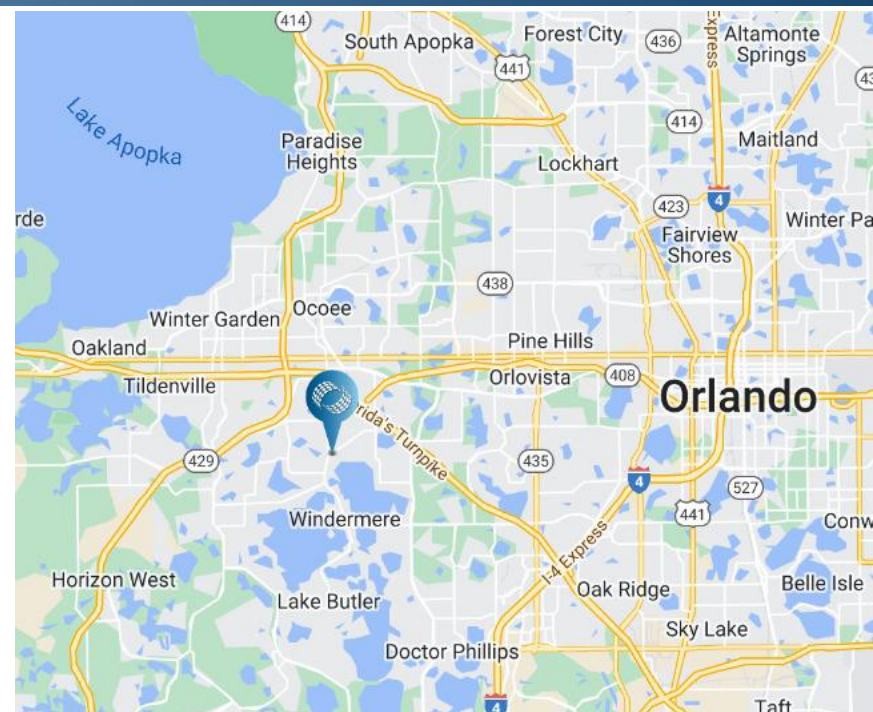 414
South Apopka
Forest City
436
Express
Altamonte
Springs
441
Lake Apopka
414
Paradise
Heights
Maitland
Lockhart
4
423
Winter Pa
rde
Fairview
Shores
438
Ocoee
Winter Garden
Pine Hills
Oakland
Orlovista
408
Tildenville
Orlando
rida's Turnpike
429
435
4
527
441
Windermere
Conw
I-4 Express
Horizon West
Oak Ridge
Belle Isle
Lake Butler
Sky Lake
Doctor Phillips
4
Taft